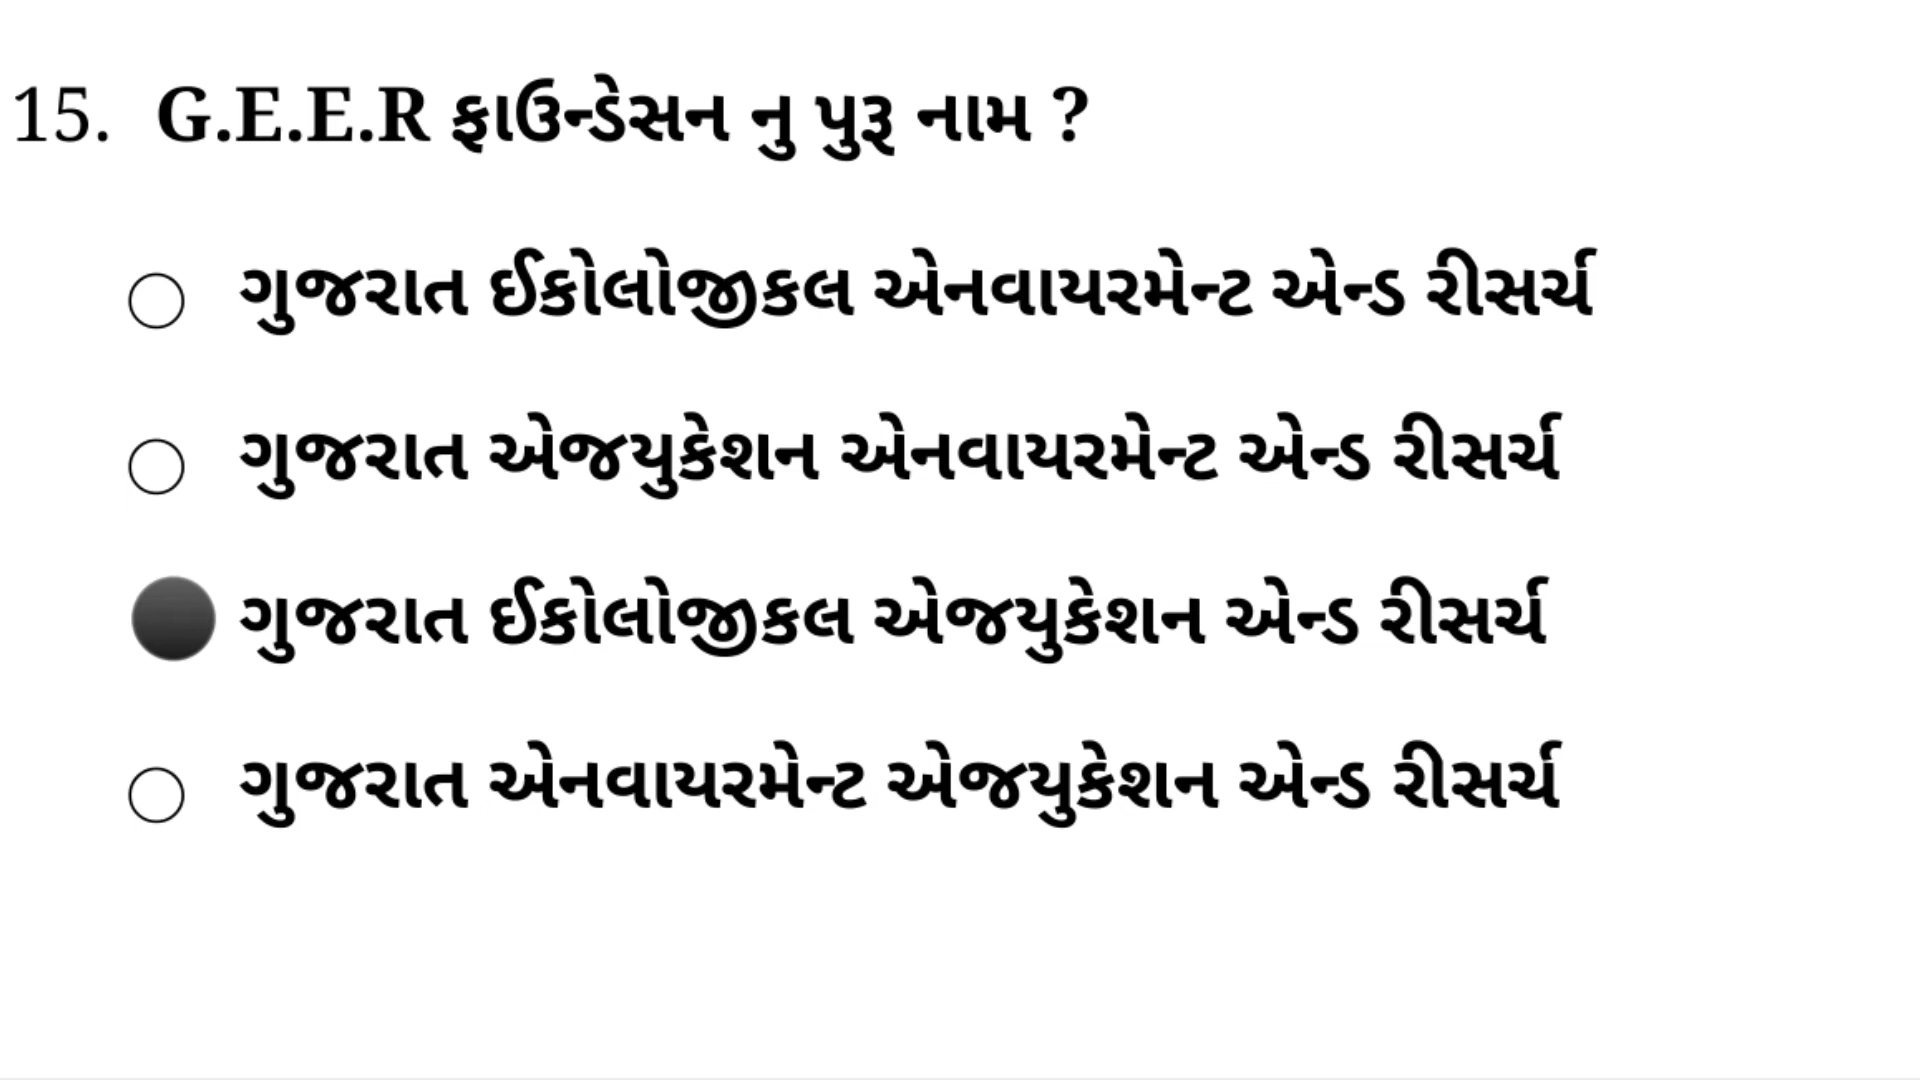 15. G.E.E.R ફાઉન્ડેસન નુ પુરૂ નામ ?
ગુજરાત ઈકોલોજીકલ એનવાયરમેન્ટ એન્ડ રીસર્ચ
ગુજરાત એજયુકેશન એનવાયરમેન્ટ એન્ડ રીસર્ચ
ગુજરાત ઈકોલોજીકલ એજયુકેશન એન્ડ રીસર્ચ
ગુજરાત એનવાયરમેન્ટ એજયુકેશન એન્ડ રીસર્ચ